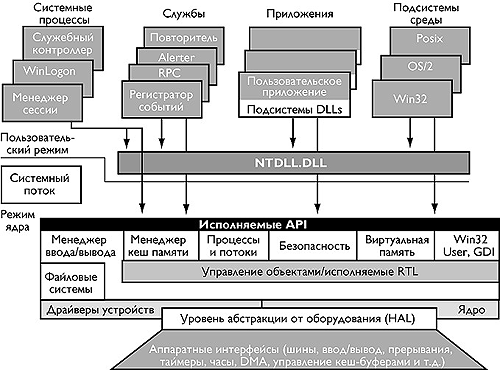 Системные процессы
Службы
Приложения
Подсистемы среды
Служебный контроллер
WinLogon
Менеджер сессии
Повторитель
Alerter
RPC
Регистратор событий
Пользовательское приложение
Подсистемы DLLs
Posix
OS/2
Win32
Пользователь-
ский режим
NTDLL.DLL
Системный поток
Режим ядра
Исполняемые API
Менеджер ввода/вывода
Менеджер кеш памяти
Процессы и потоки
Безопасность
Виртуальная память
Win32 User, GDI
Управление объектами/исполняемые RTL
Файловые системы
Драйверы устройств
Ядро
Уровень абстракции от оборудования (HAL)
Аппаратные интерфейсы (шины, ввод/вывод, прерывания,
таймеры, часы, DMA, управление кеш-буферами и т.д.)